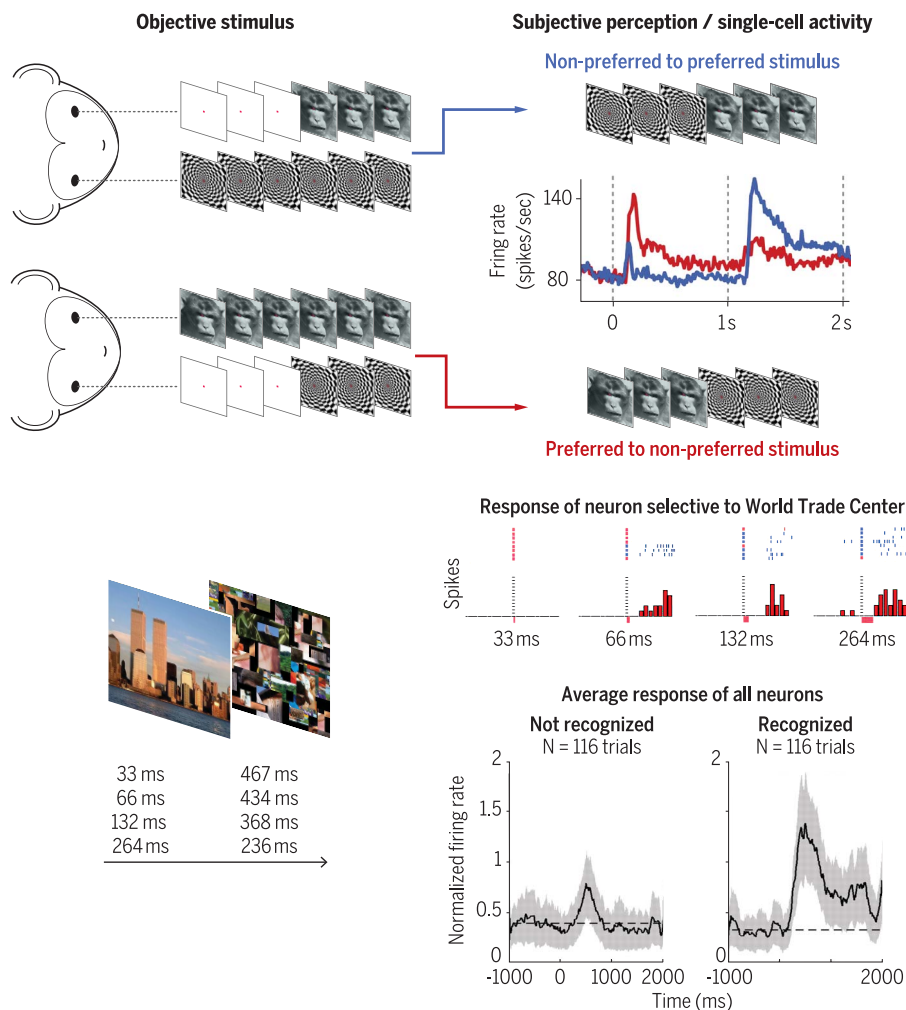 Objective stimulus
Subjective perception / single-cell activity
Non-preferred to preferred stimulus
Fring rate
(spikes/sec)
140
80
0
1s
2s
Preferred to non-preferred stimulus
Response of neuron selective to World Trade Center
Spikes
33 ms
66 ms
132 ms
264 ms
33 ms 467 ms
66 ms 434 ms
132 ms 368 ms
264 ms 236 ms
Average response of all neurons
Not recognized
N = 116 trials
Recognized
N = 116 trials
Normalized firing rate
2
1.5
1
0.5
0
-1000 0 1000 2000
2
1
0
-1000 2000
Time (ms)